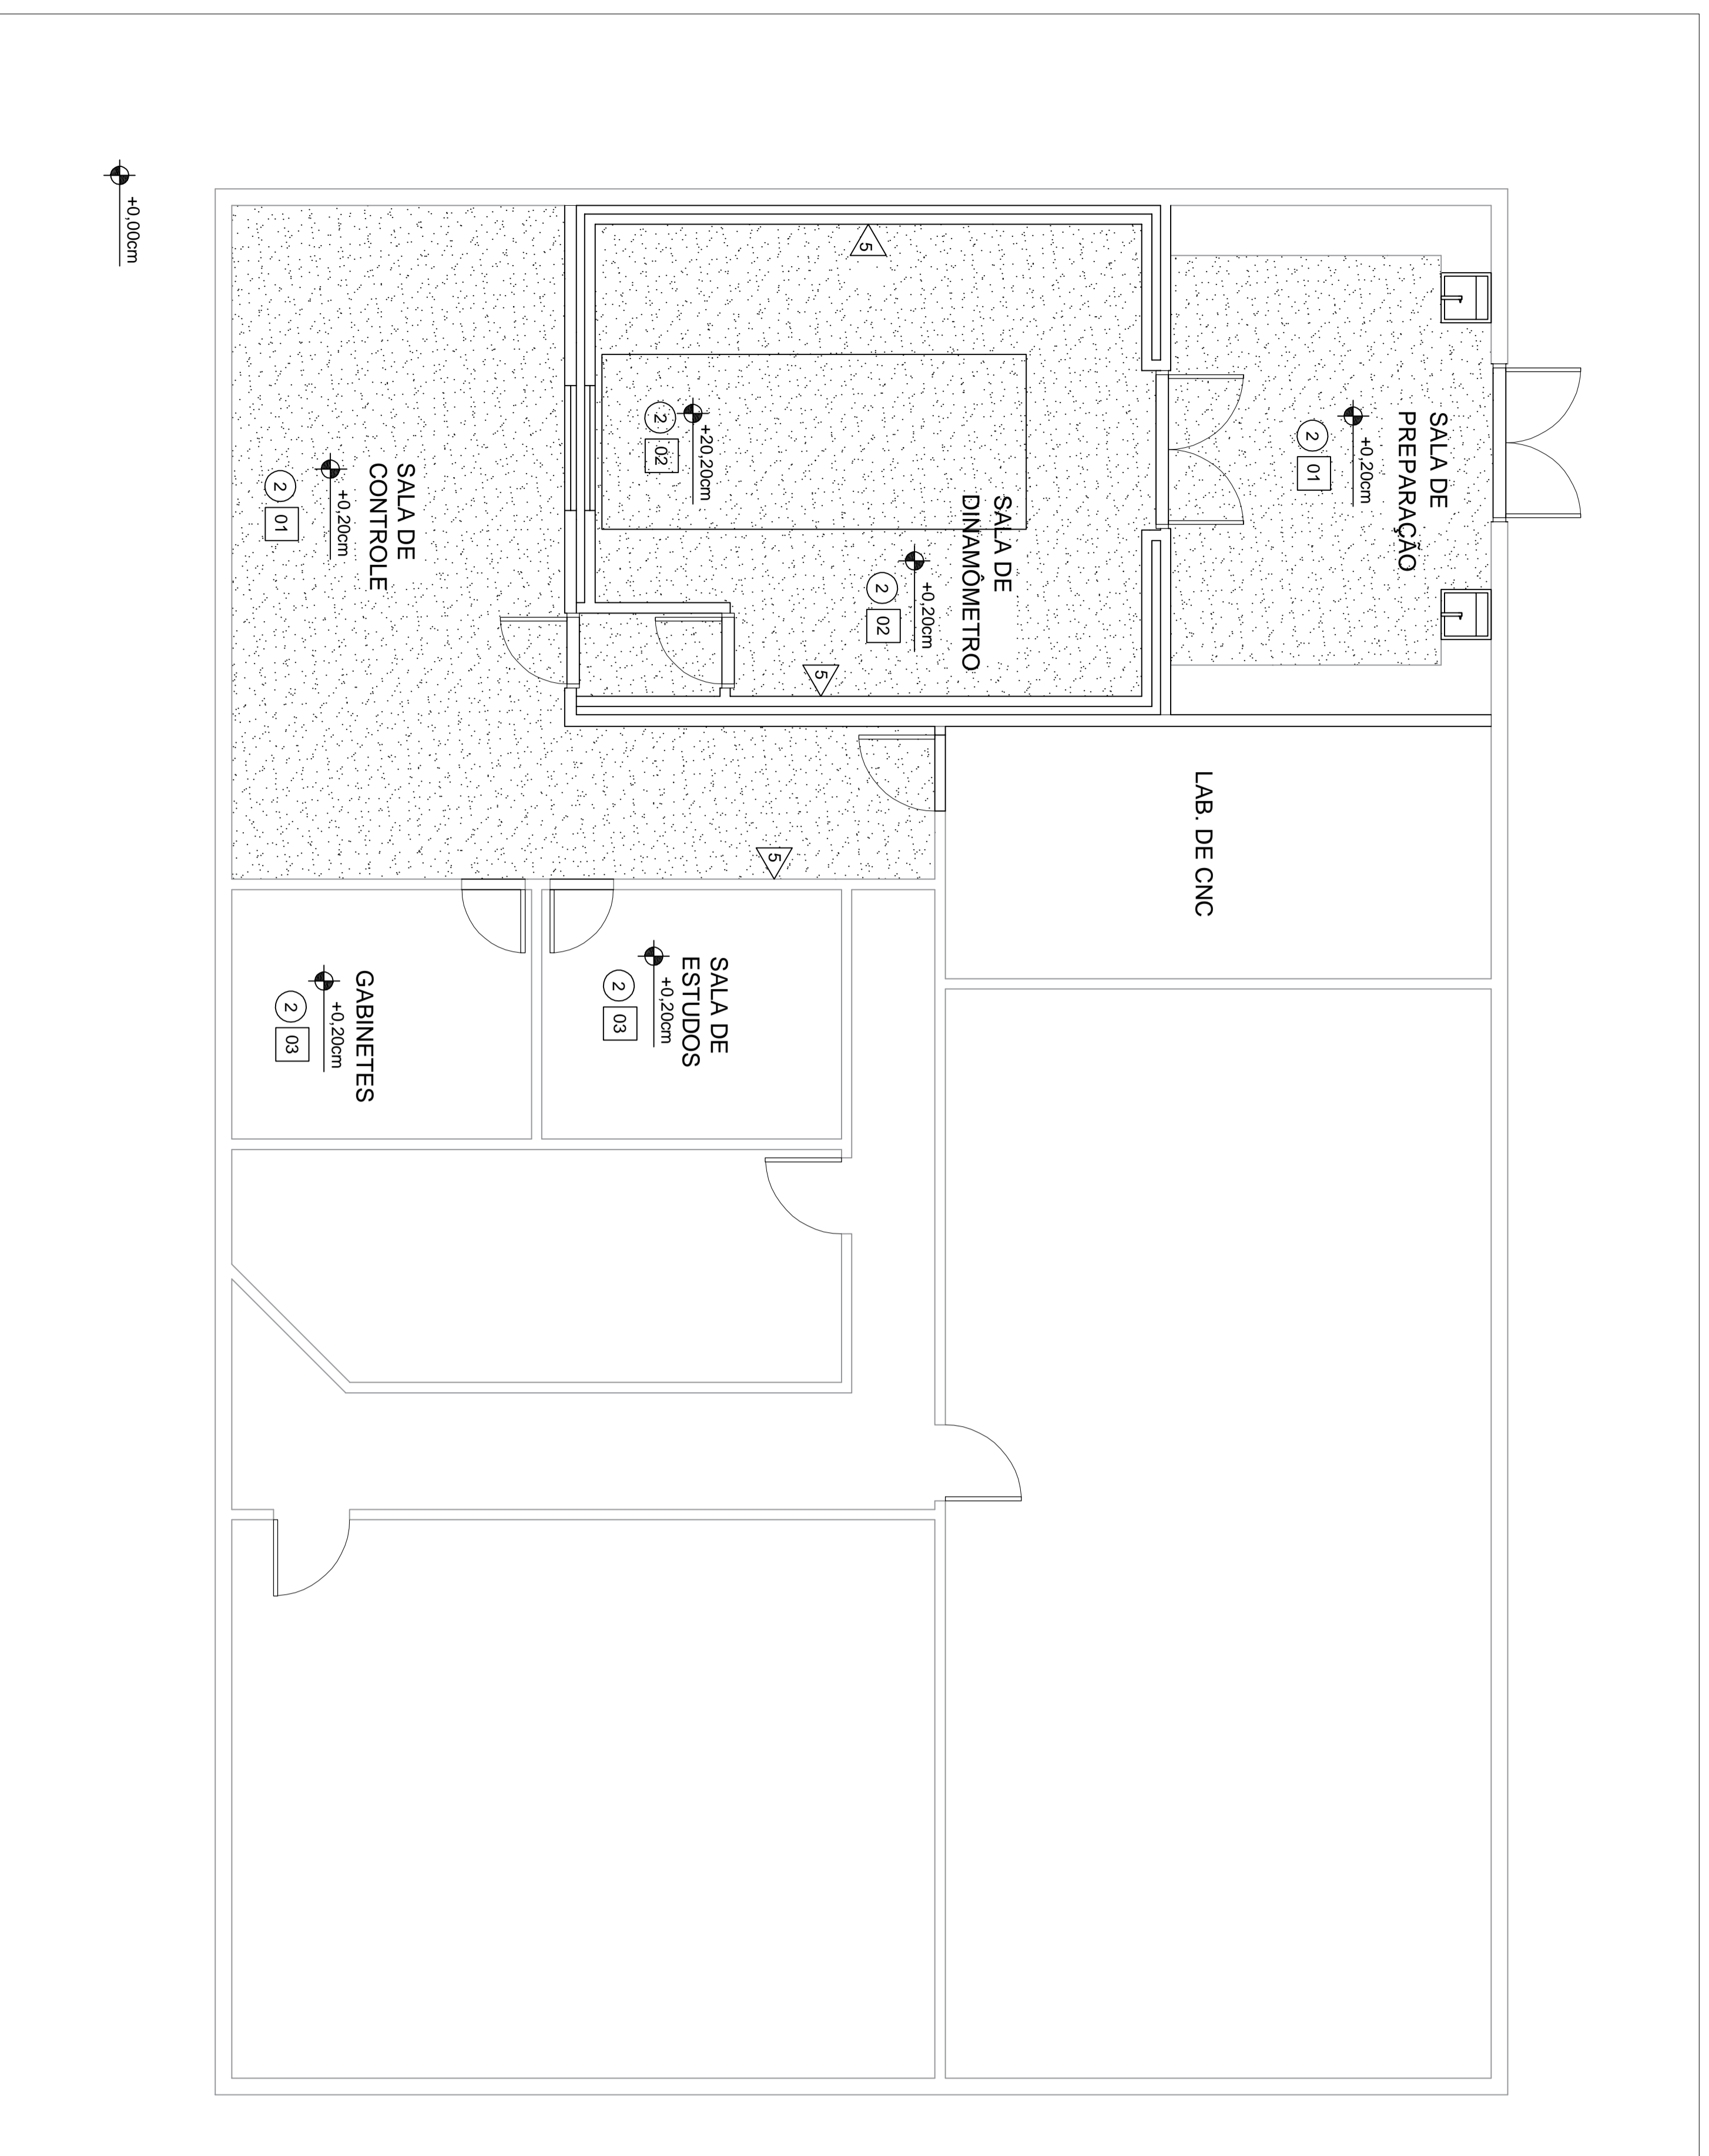 +0,00cm
SALA DE
PREPARAÇÃO
+0,20cm
2
01
SALA DE
DINAMÔMETRO
+0,20cm
2
02
+20,20cm
2
02
5
5
SALA DE
CONTROLE
+0,20cm
2
01
5
LAB. DE CNC
SALA DE
ESTUDOS
+0,20cm
2
03
GABINETES
+0,20cm
2
03